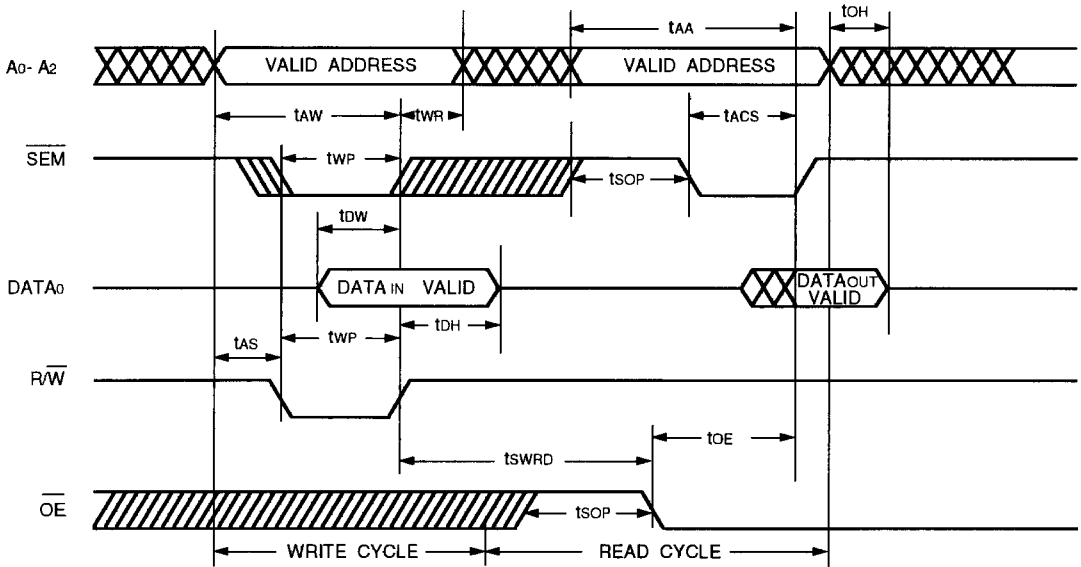 tAA tOH
A0- A2 VALID ADDRESS VALID ADDRESS
tAW tWR tACS
SEM tWP
tSOP
tDW
DATA0 DATA IN VALID DATAOUT VALID
tAS tWP tDH
R/W
tSWRD tOE
OE tSOP
WRITE CYCLE READ CYCLE